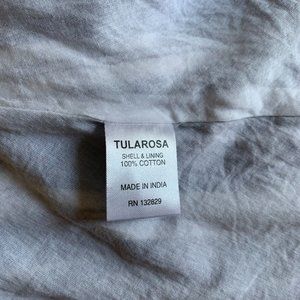 TULAROSA
SHELL & LINING
100% COTTON
MADE IN INDIA
RN 132829